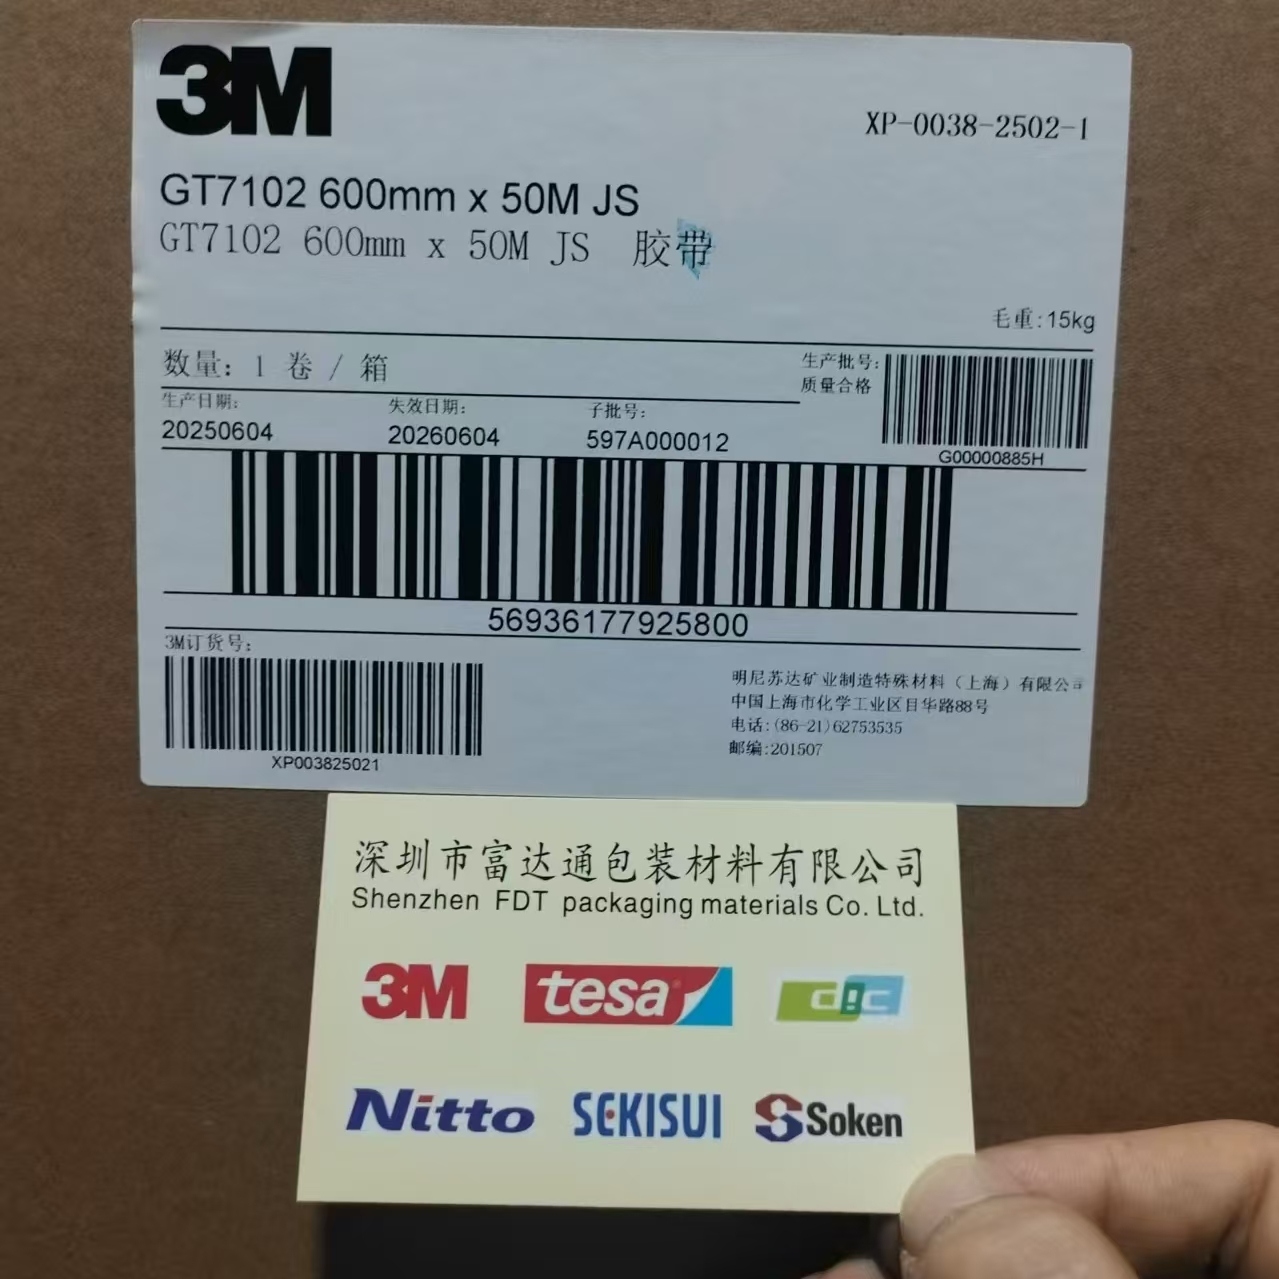 3M
XP-0038-2502-1
GT7102 600mm x 50M JS
GT7102 600mm x 50M JS 胶带
毛重:15kg
数量: 1 卷 / 箱
生产批号:
质量合格
G00000885H
生产日期: 失效日期: 子批号:
20250604 20260604 597A000012
56936177925800
3M订货号:
XP003825021
明尼苏达矿业制造特殊材料（上海）有限公司
中国上海市化学工业区目华路88号
电话:(86-21)62753535
邮编:201507
深圳市富达通包装材料有限公司
Shenzhen FDT packaging materials Co. Ltd.
3M tesa dic
Nitto SEKISUI Soken